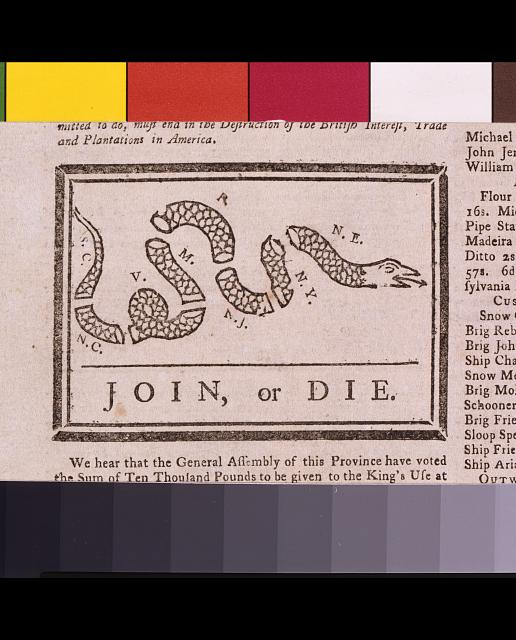 mitted to do, muſt end in the Deſtruction of the Britiſh Intereſt, Trade
and Plantations in America.
S. C.
N.C.
V.
M.
P.
N.J.
N.Y.
N. E.
JOIN, or DIE.
We hear that the General Aſſembly of this Province have voted
the Sum of Ten Thouſand Pounds to be given to the King's Uſe at
Michael
John Jer
William
Flour
16s. Mid
Pipe Sta
Madeira
Ditto 2s
57s. 6d
ſylvania
Cus
Snow
Brig Reb
Brig Joh
Ship Cha
Snow Mo
Brig Mo
Schooner
Brig Frie
Sloop Spe
Ship Frie
Ship Aria
Outw